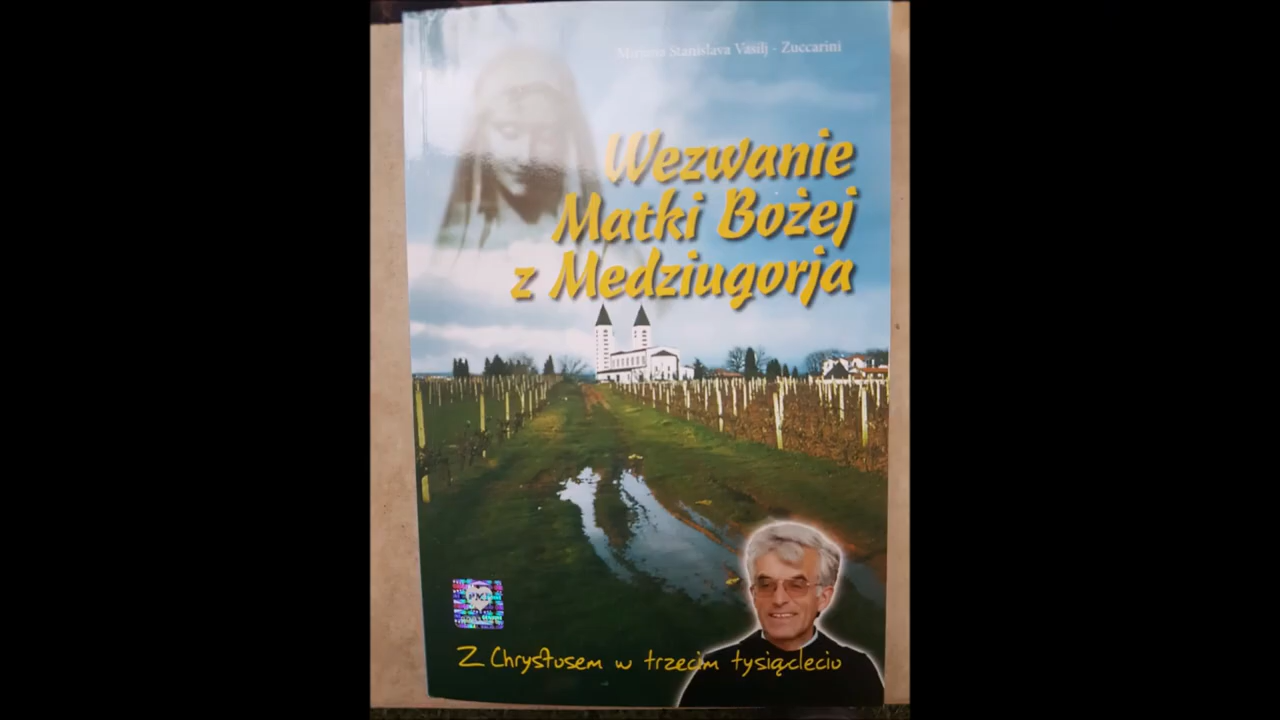 Stanislava Vasilj - Zuccarini
Wezwanie
Matki Bożej
z Medziugorja
Z Chrystusem w trzecim tysiącleciu